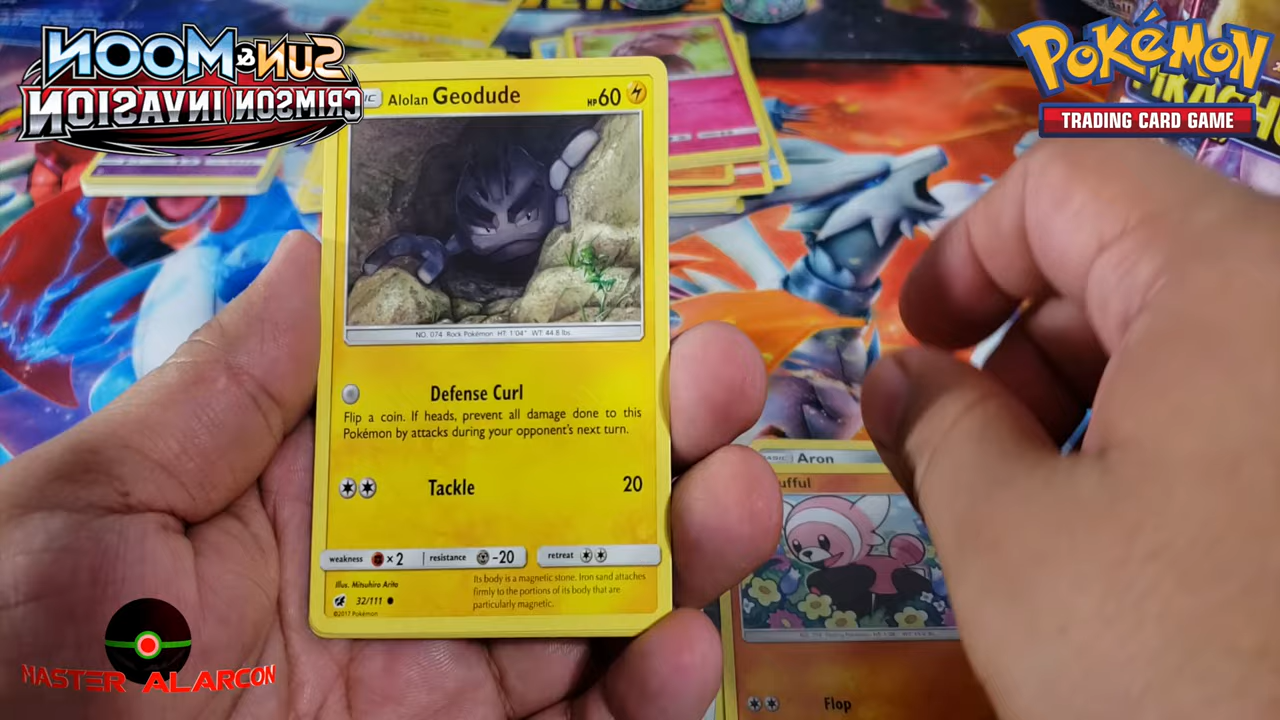 SUN & MOON
CRIMSON INVASION
POKéMON
TRADING CARD GAME
Alolan Geodude HP 60
NO. 074 Rock Pokémon HT: 1'04" WT: 44.8 lbs.
Defense Curl
Flip a coin. If heads, prevent all damage done to this
Pokémon by attacks during your opponent's next turn.
Tackle 20
weakness ×2 resistance -20 retreat
Illus. Mitsuhiro Arita
32/111
©2017 Pokémon
Its body is a magnetic stone. Iron sand attaches
firmly to the portions of its body that are
particularly magnetic.
BASIC Aron
ufful
Flop
MASTER ALARCON